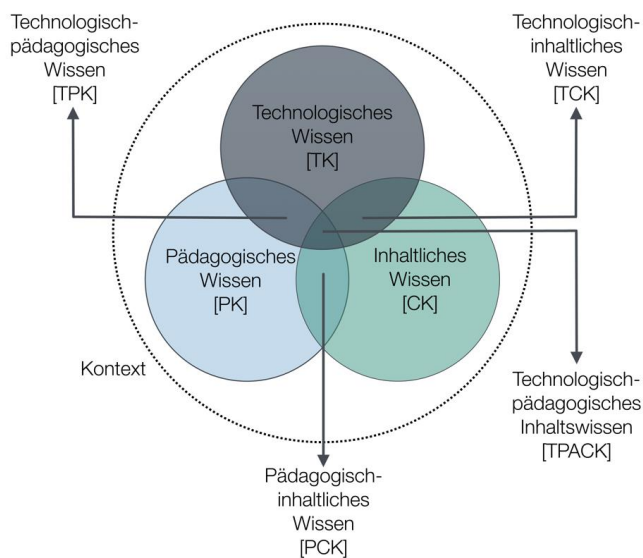 Technologisch-
pädagogisches
Wissen
[TPK]
Technologisch-
inhaltliches
Wissen
[TCK]
Technologisches
Wissen
[TK]
Pädagogisches
Wissen
[PK]
Inhaltliches
Wissen
[CK]
Kontext
Technologisch-
pädagogisches
Inhaltswissen
[TPACK]
Pädagogisch-
inhaltliches
Wissen
[PCK]